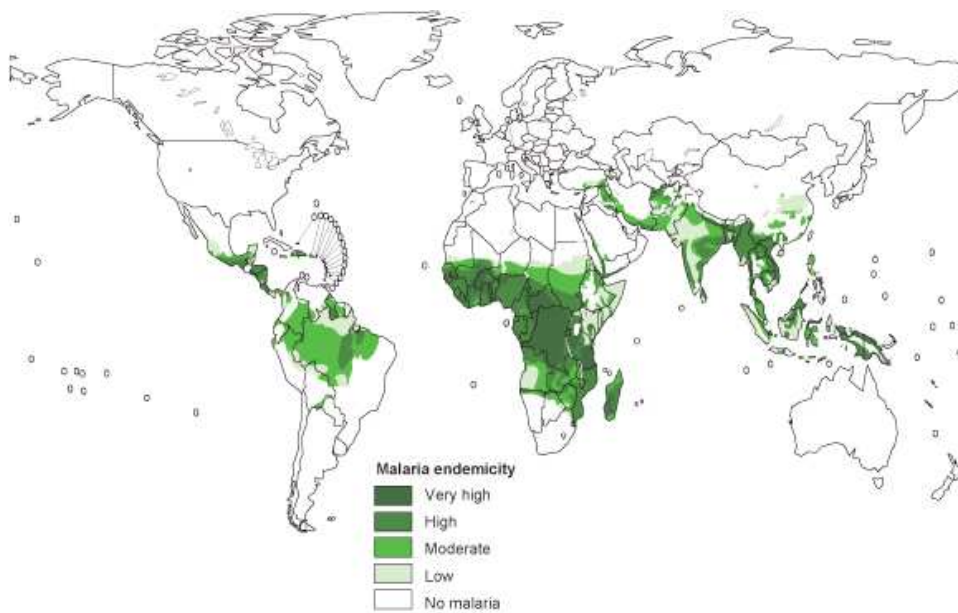 Malaria endemicity
Very high
High
Moderate
Low
No malaria